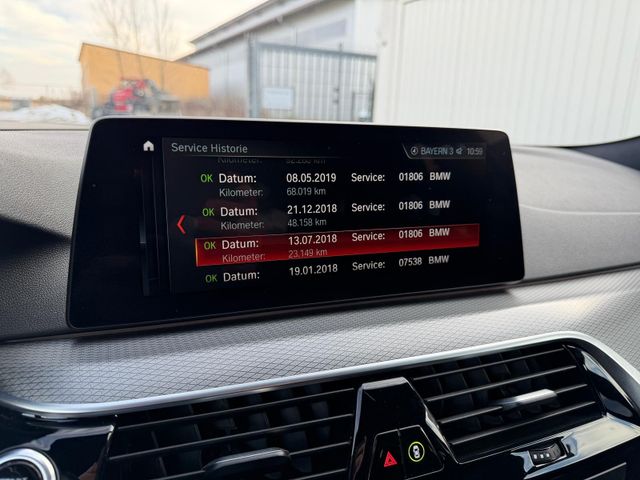 Service Historie
BAYERN 3 10:59
Kilometer:
OK Datum: 08.05.2019 Service: 01806 BMW
Kilometer: 68.019 km
OK Datum: 21.12.2018 Service: 01806 BMW
Kilometer: 48.158 km
OK Datum: 13.07.2018 Service: 01806 BMW
Kilometer: 23.149 km
OK Datum: 19.01.2018 Service: 07538 BMW